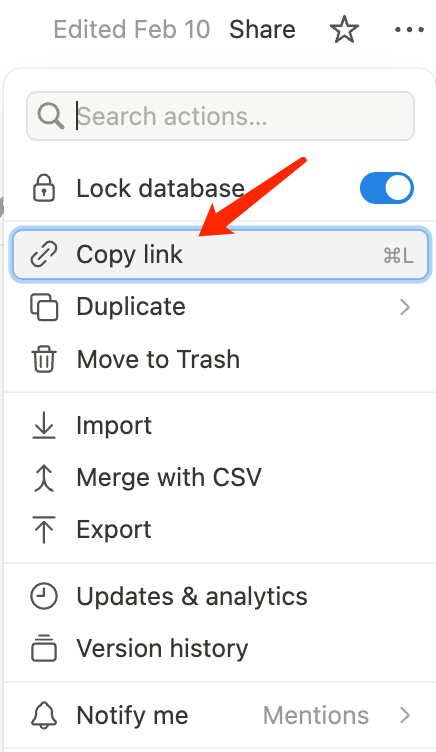 Edited Feb 10 Share
Search actions...
Lock database
Copy link ⌘L
Duplicate
Move to Trash
Import
Merge with CSV
Export
Updates & analytics
Version history
Notify me Mentions